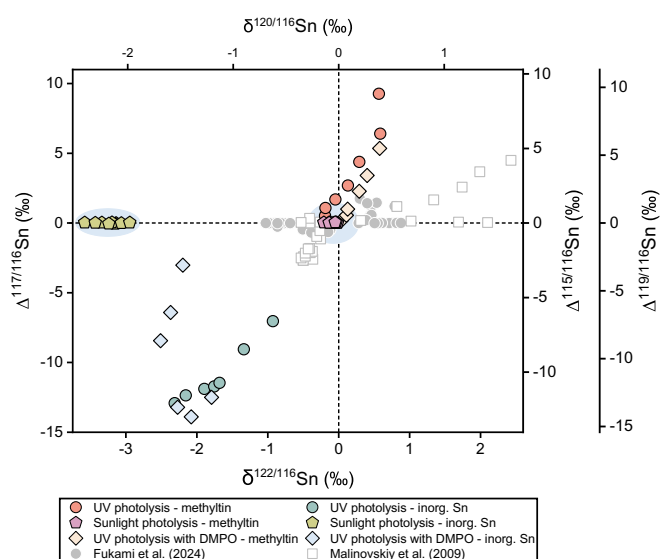 δ120/116Sn (‰)
-2 -1 0 1
10 5 0 -5 -10 -15
Δ117/116Sn (‰)
10 5 0 -5 -10
Δ115/116Sn (‰)
10 5 0 -5 -10 -15
Δ119/116Sn (‰)
-3 -2 -1 0 1 2
δ122/116Sn (‰)
UV photolysis - methyltin UV photolysis - inorg. Sn
Sunlight photolysis - methyltin Sunlight photolysis - inorg. Sn
UV photolysis with DMPO - methyltin UV photolysis with DMPO - inorg. Sn
Fukami et al. (2024) Malinovskiy et al. (2009)